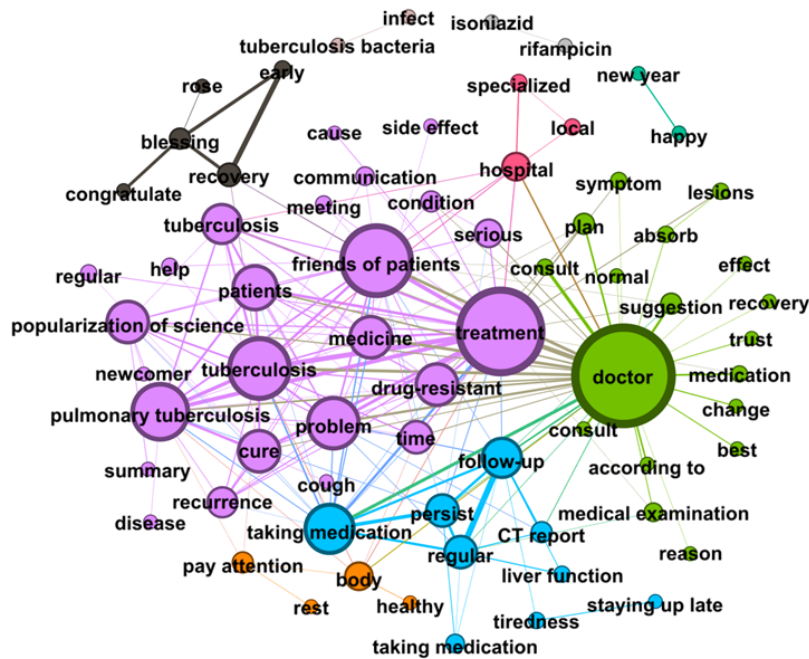 infect
isoniazid
tuberculosis bacteria
rifampicin
early
new year
rose
specialized
cause
side effect
local
happy
blessing
hospital
communication
symptom
congratulate
recovery
lesions
meeting
condition
tuberculosis
serious
plan
absorb
friends of patients
regular
help
consult
normal
effect
patients
suggestion
recovery
popularization of science
medicine
treatment
trust
newcomer
tuberculosis
doctor
medication
drug-resistant
pulmonary tuberculosis
change
problem
consult
time
best
cure
follow-up
summary
according to
cough
recurrence
persist
medical examination
disease
taking medication
CT report
regular
reason
pay attention
body
liver function
rest
healthy
staying up late
tiredness
taking medication